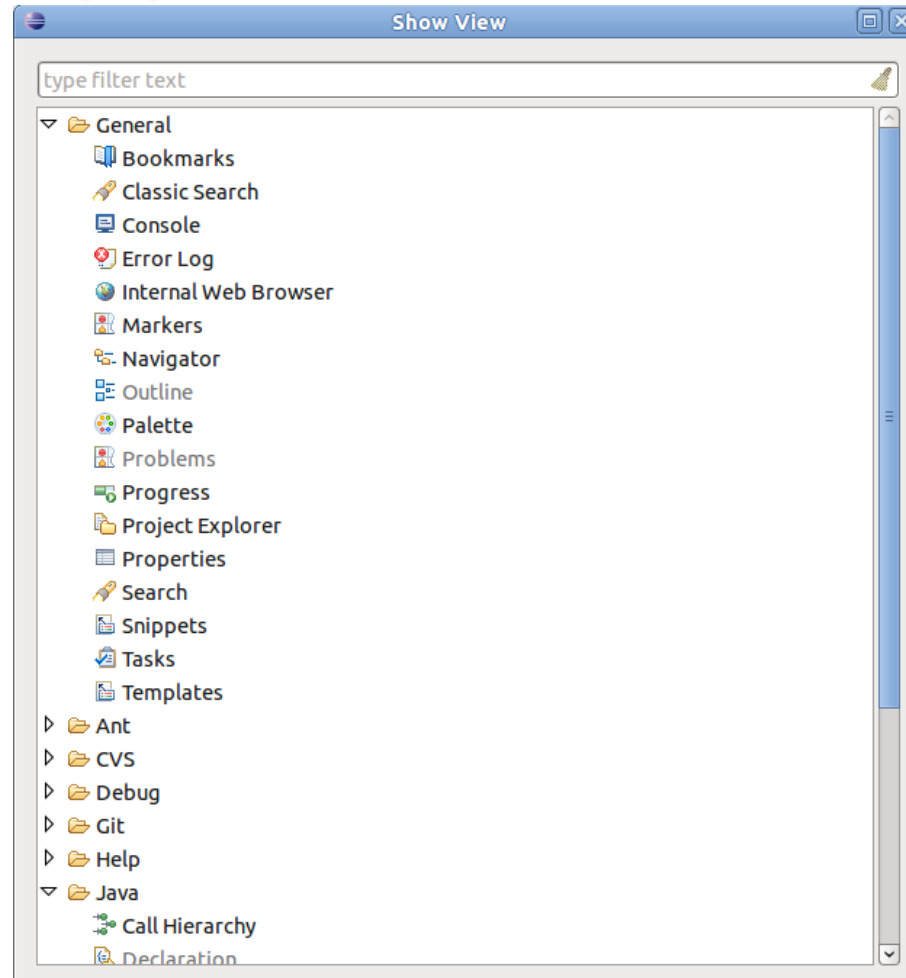 Show View
type filter text
General
Bookmarks
Classic Search
Console
Error Log
Internal Web Browser
Markers
Navigator
Outline
Palette
Problems
Progress
Project Explorer
Properties
Search
Snippets
Tasks
Templates
Ant
CVS
Debug
Git
Help
Java
Call Hierarchy
Declaration